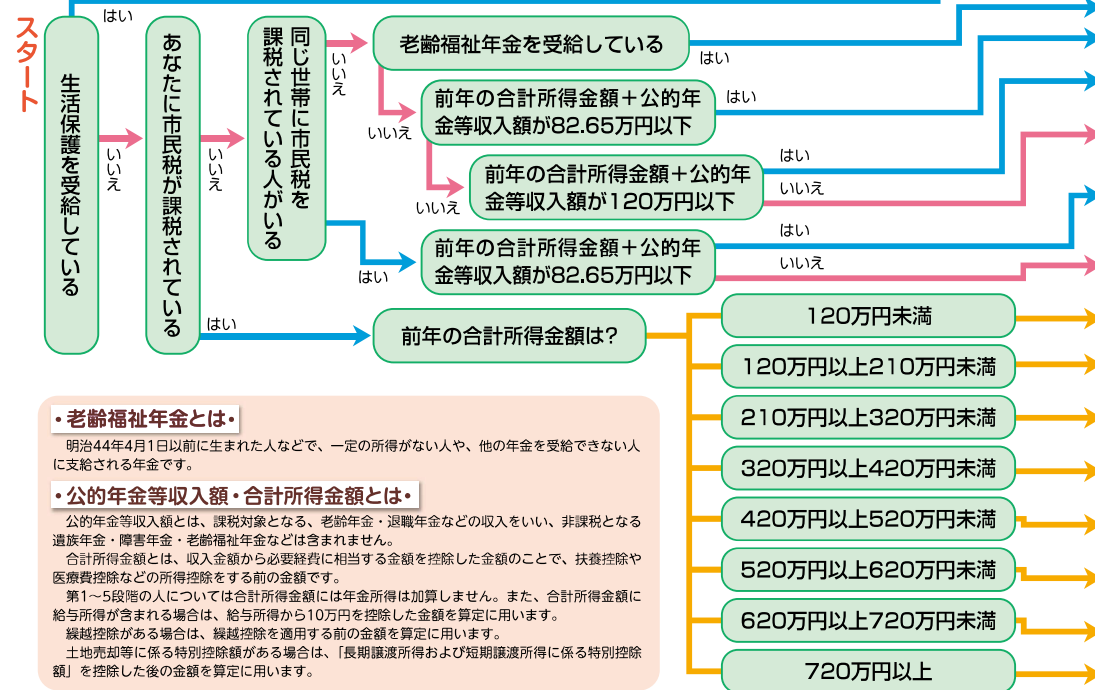 スタート
はい
生活保護を受給している
いいえ
あなたに市民税が課税されている
いいえ
はい
同じ世帯に市民税を
課税されている人がいる
いいえ
はい
老齢福祉年金を受給している
はい
いいえ
前年の合計所得金額＋公的年
金等収入額が82.65万円以下
はい
いいえ
前年の合計所得金額＋公的年
金等収入額が120万円以下
はい
いいえ
前年の合計所得金額＋公的年
金等収入額が82.65万円以下
はい
いいえ
前年の合計所得金額は？
120万円未満
120万円以上210万円未満
210万円以上320万円未満
320万円以上420万円未満
420万円以上520万円未満
520万円以上620万円未満
620万円以上720万円未満
720万円以上
・老齢福祉年金とは・
明治44年4月1日以前に生まれた人などで、一定の所得がない人や、他の年金を受給できない人
に支給される年金です。
・公的年金等収入額・合計所得金額とは・
公的年金等収入額とは、課税対象となる、老齢年金・退職年金などの収入をいい、非課税となる
遺族年金・障害年金・老齢福祉年金などは含まれません。
合計所得金額とは、収入金額から必要経費に相当する金額を控除した金額のことで、扶養控除や
医療費控除などの所得控除をする前の金額です。
第1～5段階の人については合計所得金額には年金所得は加算しません。また、合計所得金額に
給与所得が含まれる場合は、給与所得から10万円を控除した金額を算定に用います。
繰越控除がある場合は、繰越控除を適用する前の金額を算定に用います。
土地売却等に係る特別控除額がある場合は、「長期譲渡所得および短期譲渡所得に係る特別控除
額」を控除した後の金額を算定に用います。